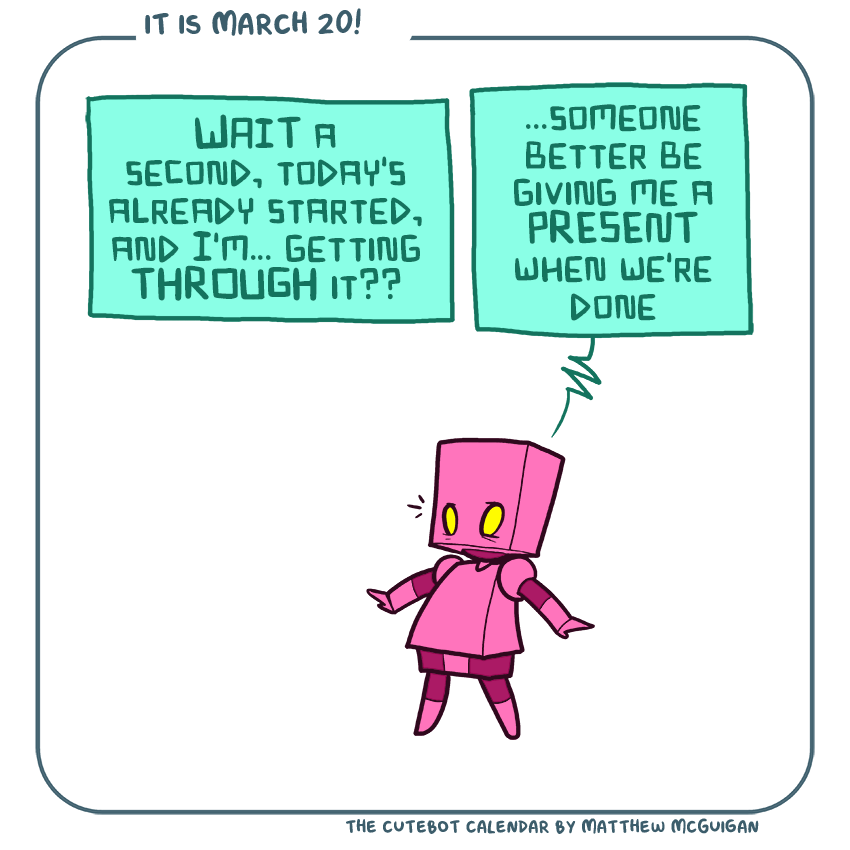 IT IS MARCH 20!
WAIT A
SECOND, TODAY'S
ALREADY STARTED,
AND I'M... GETTING
THROUGH IT??
...SOMEONE
BETTER BE
GIVING ME A
PRESENT
WHEN WE'RE
DONE
THE CUTEBOT CALENDAR BY MATTHEW MCGUIGAN